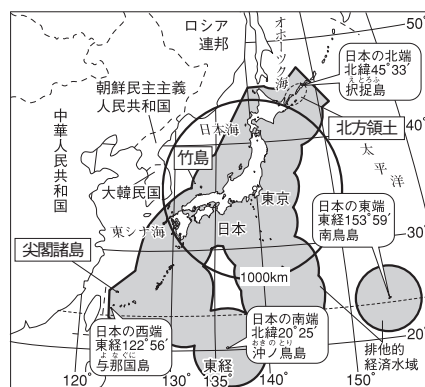 ロシア
連邦
オホーツク海
50°
日本の北端
北緯45°33′
えとろふ
択捉島
朝鮮民主主義
人民共和国
中華人民共和国
日本海
竹島
北方領土
40°
太平洋
大韓民国
東京
日本
東シナ海
日本の東端
東経153°59′
南鳥島
尖閣諸島
30°
1000km
日本の西端
東経122°56′
よなぐに
与那国島
日本の南端
北緯20°25′
おきのとり
沖ノ鳥島
排他的
経済水域
20°
120°
130°
135°
東経
140°
150°